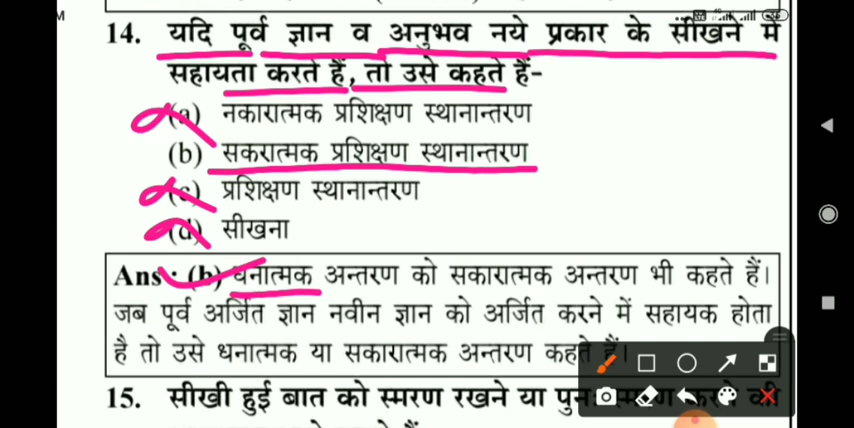 M
14. यदि पूर्व ज्ञान व अनुभव नये प्रकार के सीखने में
सहायता करते हैं, तो उसे कहते हैं-
(a) नकारात्मक प्रशिक्षण स्थानान्तरण
(b) सकरात्मक प्रशिक्षण स्थानान्तरण
(c) प्रशिक्षण स्थानान्तरण
(d) सीखना
Ans : (b) धनात्मक अन्तरण को सकारात्मक अन्तरण भी कहते हैं।
जब पूर्व अर्जित ज्ञान नवीन ज्ञान को अर्जित करने में सहायक होता
है तो उसे धनात्मक या सकारात्मक अन्तरण कहते हैं।
15. सीखी हुई बात को स्मरण रखने या पुनः स्मरण करने की